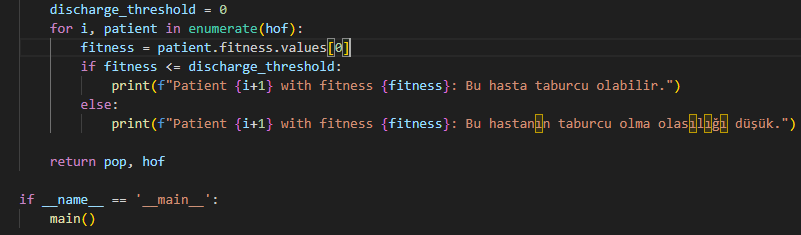 discharge_threshold = 0
for i, patient in enumerate(hof):
fitness = patient.fitness.values[0]
if fitness <= discharge_threshold:
print(f"Patient {i+1} with fitness {fitness}: Bu hasta taburcu olabilir.")
else:
print(f"Patient {i+1} with fitness {fitness}: Bu hastanın taburcu olma olasılığı düşük.")
return pop, hof
if __name__ == '__main__':
main()